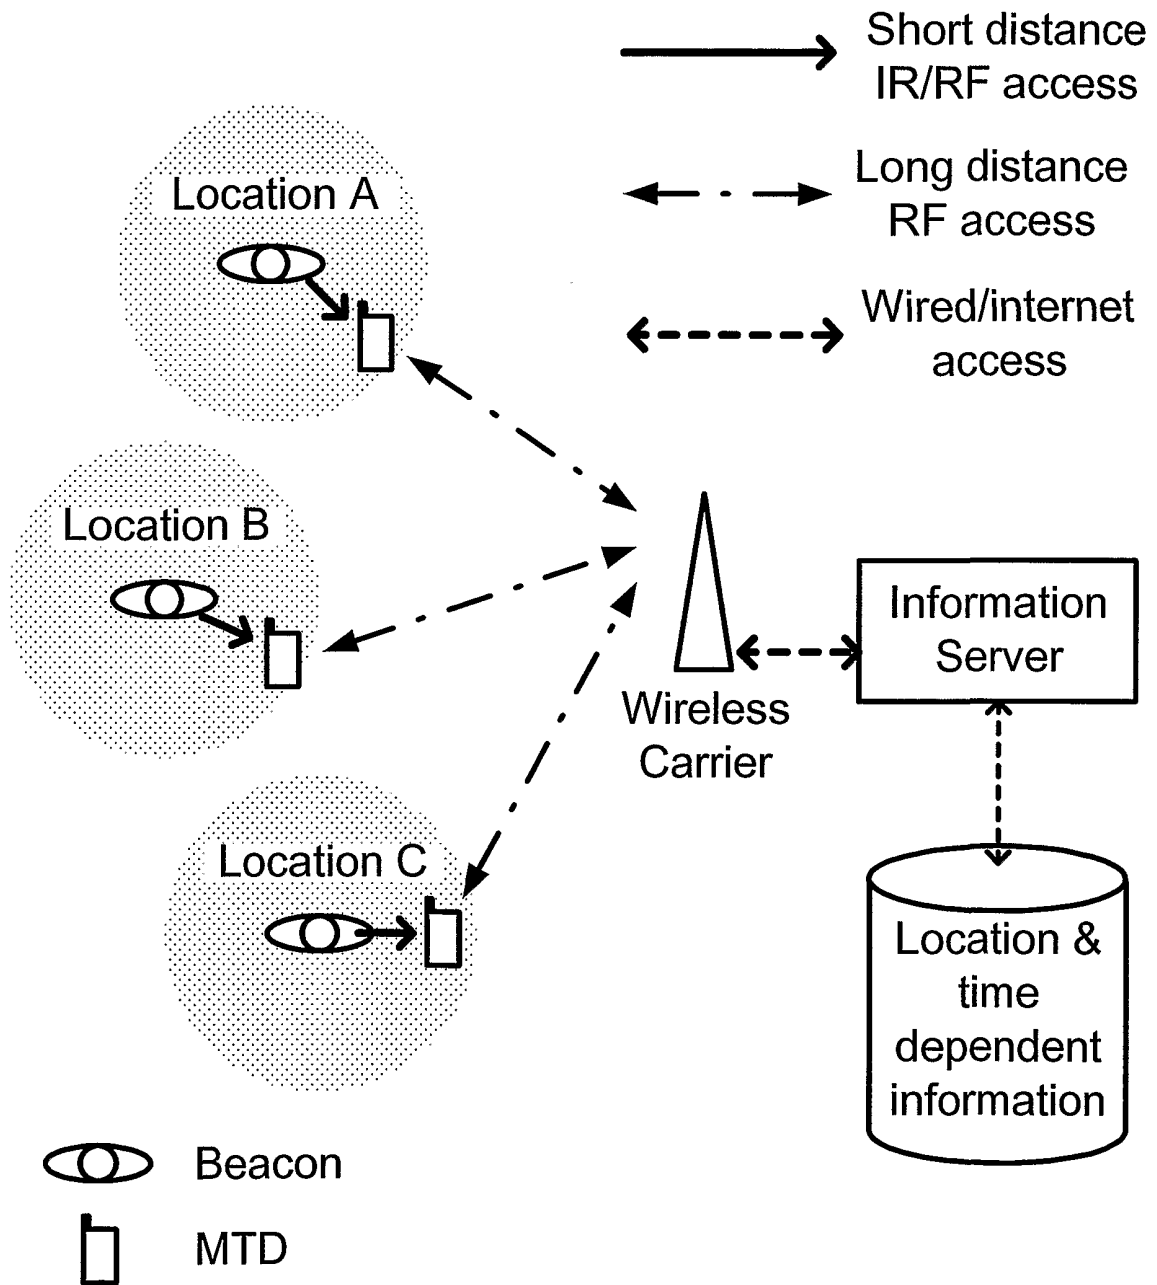 Short distance
IR/RF access
Long distance
RF access
Wired/internet
access
Location A
Location B
Location C
Wireless
Carrier
Information
Server
Location &
time
dependent
information
Beacon
MTD